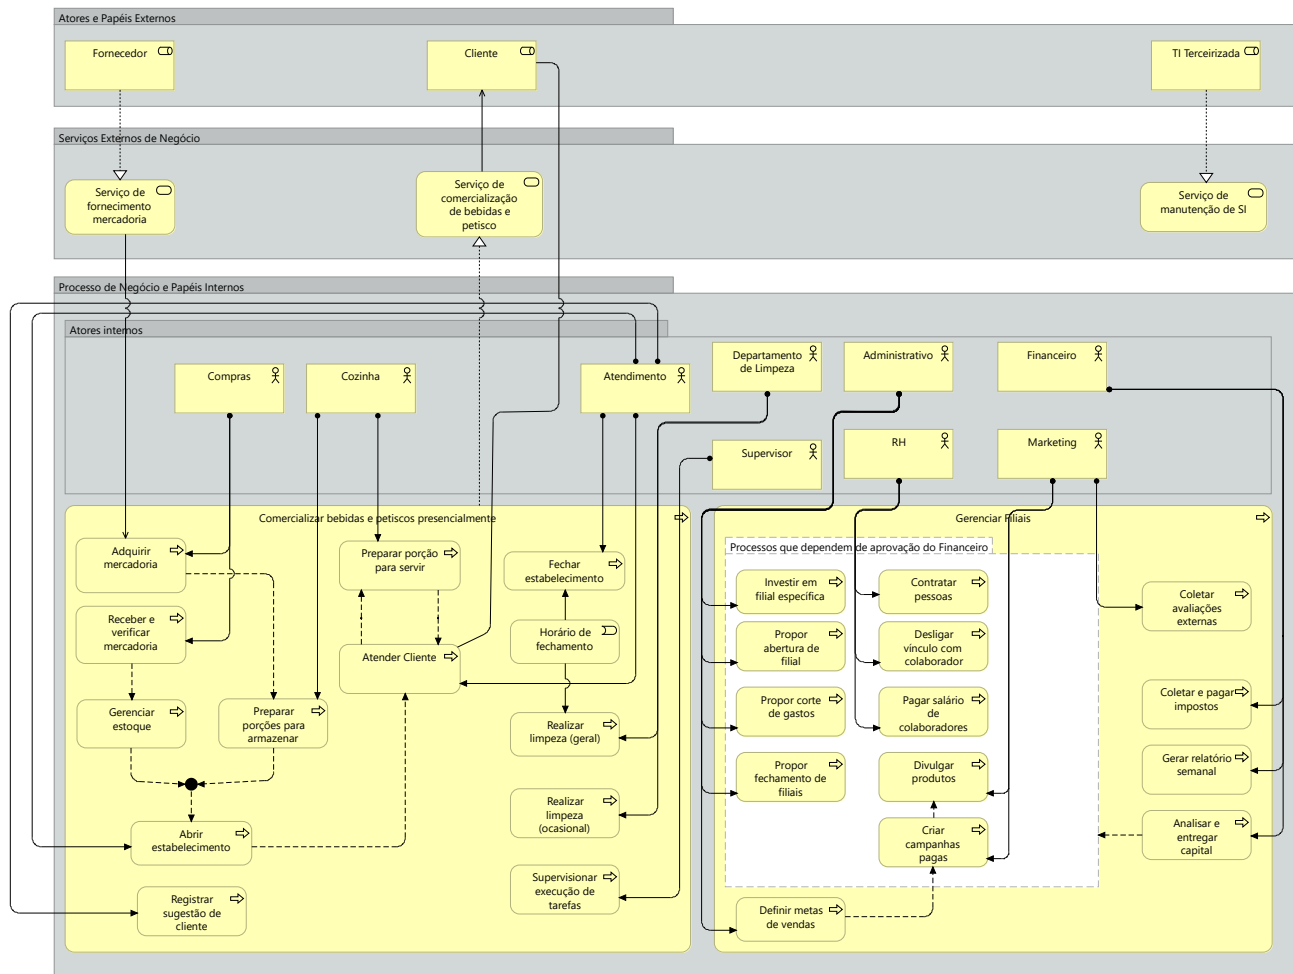 Atores e Papéis Externos
Fornecedor
Cliente
TI Terceirizada
Serviços Externos de Negócio
Serviço de
fornecimento
mercadoria
Serviço de
comercialização
de bebidas e
petisco
Serviço de
manutenção de SI
Processo de Negócio e Papéis Internos
Atores internos
Compras
Cozinha
Atendimento
Departamento
de Limpeza
Administrativo
Financeiro
Supervisor
RH
Marketing
Comercializar bebidas e petiscos presencialmente
Adquirir
mercadoria
Preparar porção
para servir
Fechar
estabelecimento
Receber e
verificar
mercadoria
Horário de
fechamento
Atender Cliente
Gerenciar
estoque
Preparar
porções para
armazenar
Realizar
limpeza (geral)
Realizar
limpeza
(ocasional)
Abrir
estabelecimento
Supervisionar
execução de
tarefas
Registrar
sugestão de
cliente
Gerenciar Filiais
Processos que dependem de aprovação do Financeiro
Investir em
filial específica
Contratar
pessoas
Propor
abertura de
filial
Desligar
vínculo com
colaborador
Propor corte
de gastos
Pagar salário
de
colaboradores
Propor
fechamento de
filiais
Divulgar
produtos
Criar
campanhas
pagas
Definir metas
de vendas
Coletar
avaliações
externas
Coletar e pagar
impostos
Gerar relatório
semanal
Analisar e
entregar
capital